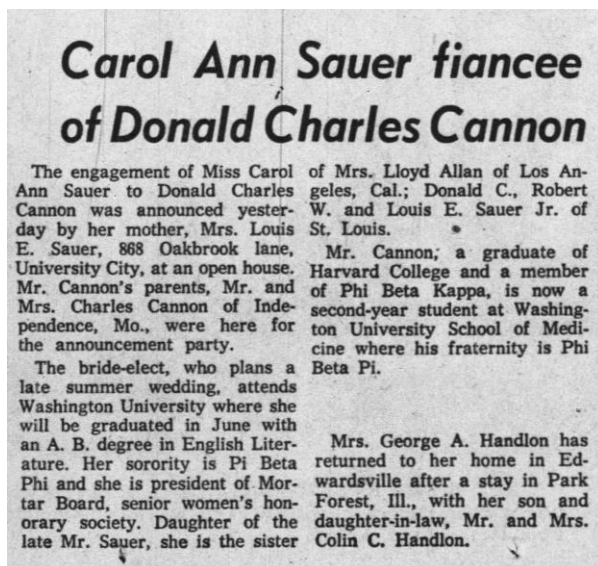 Carol Ann Sauer fiancee
of Donald Charles Cannon
The engagement of Miss Carol
Ann Sauer to Donald Charles
Cannon was announced yester-
day by her mother, Mrs. Louis
E. Sauer, 868 Oakbrook lane,
University City, at an open house.
Mr. Cannon's parents, Mr. and
Mrs. Charles Cannon of Inde-
pendence, Mo., were here for
the announcement party.
The bride-elect, who plans a
late summer wedding, attends
Washington University where she
will be graduated in June with
an A. B. degree in English Liter-
ature. Her sorority is Pi Beta
Phi and she is president of Mor-
tar Board, senior women's hon-
orary society. Daughter of the
late Mr. Sauer, she is the sister
of Mrs. Lloyd Allan of Los An-
geles, Cal.; Donald C., Robert
W. and Louis E. Sauer Jr. of
St. Louis.
Mr. Cannon, a graduate of
Harvard College and a member
of Phi Beta Kappa, is now a
second-year student at Washing-
ton University School of Medi-
cine where his fraternity is Phi
Beta Pi.
Mrs. George A. Handlon has
returned to her home in Ed-
wardsville after a stay in Park
Forest, Ill., with her son and
daughter-in-law, Mr. and Mrs.
Colin C. Handlon.